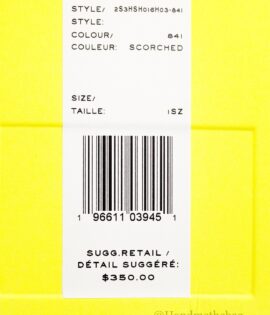 STYLE/ 2S3HSH016H03-841
STYLE:
COLOUR/ 841
COULEUR: SCORCHED
SIZE/
TAILLE: 1SZ
1 96611 03945 1
SUGG.RETAIL /
DÉTAIL SUGGÉRÉ:
$350.00